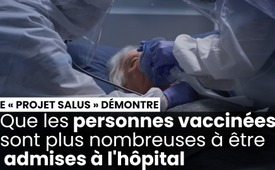 E « PROJET SALUS » DÉMONTRE
Que les personnes vaccinées
sont plus nombreuses à être
admises à l'hôpital